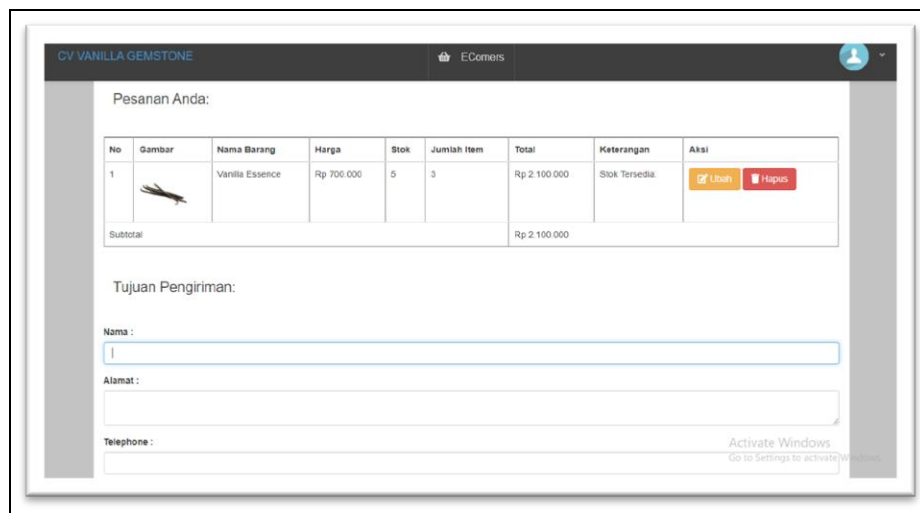 CV VANILLA GEMSTONE EComers
Pesanan Anda:
No Gambar Nama Barang Harga Stok Jumlah Item Total Keterangan Aksi
1 Vanilla Essence Rp 700.000 5 3 Rp 2.100.000 Stok Tersedia. Ubah Hapus
Subtotal Rp 2.100.000
Tujuan Pengiriman:
Nama :
Alamat :
Telephone :
Activate Windows
Go to Settings to activate Windows.